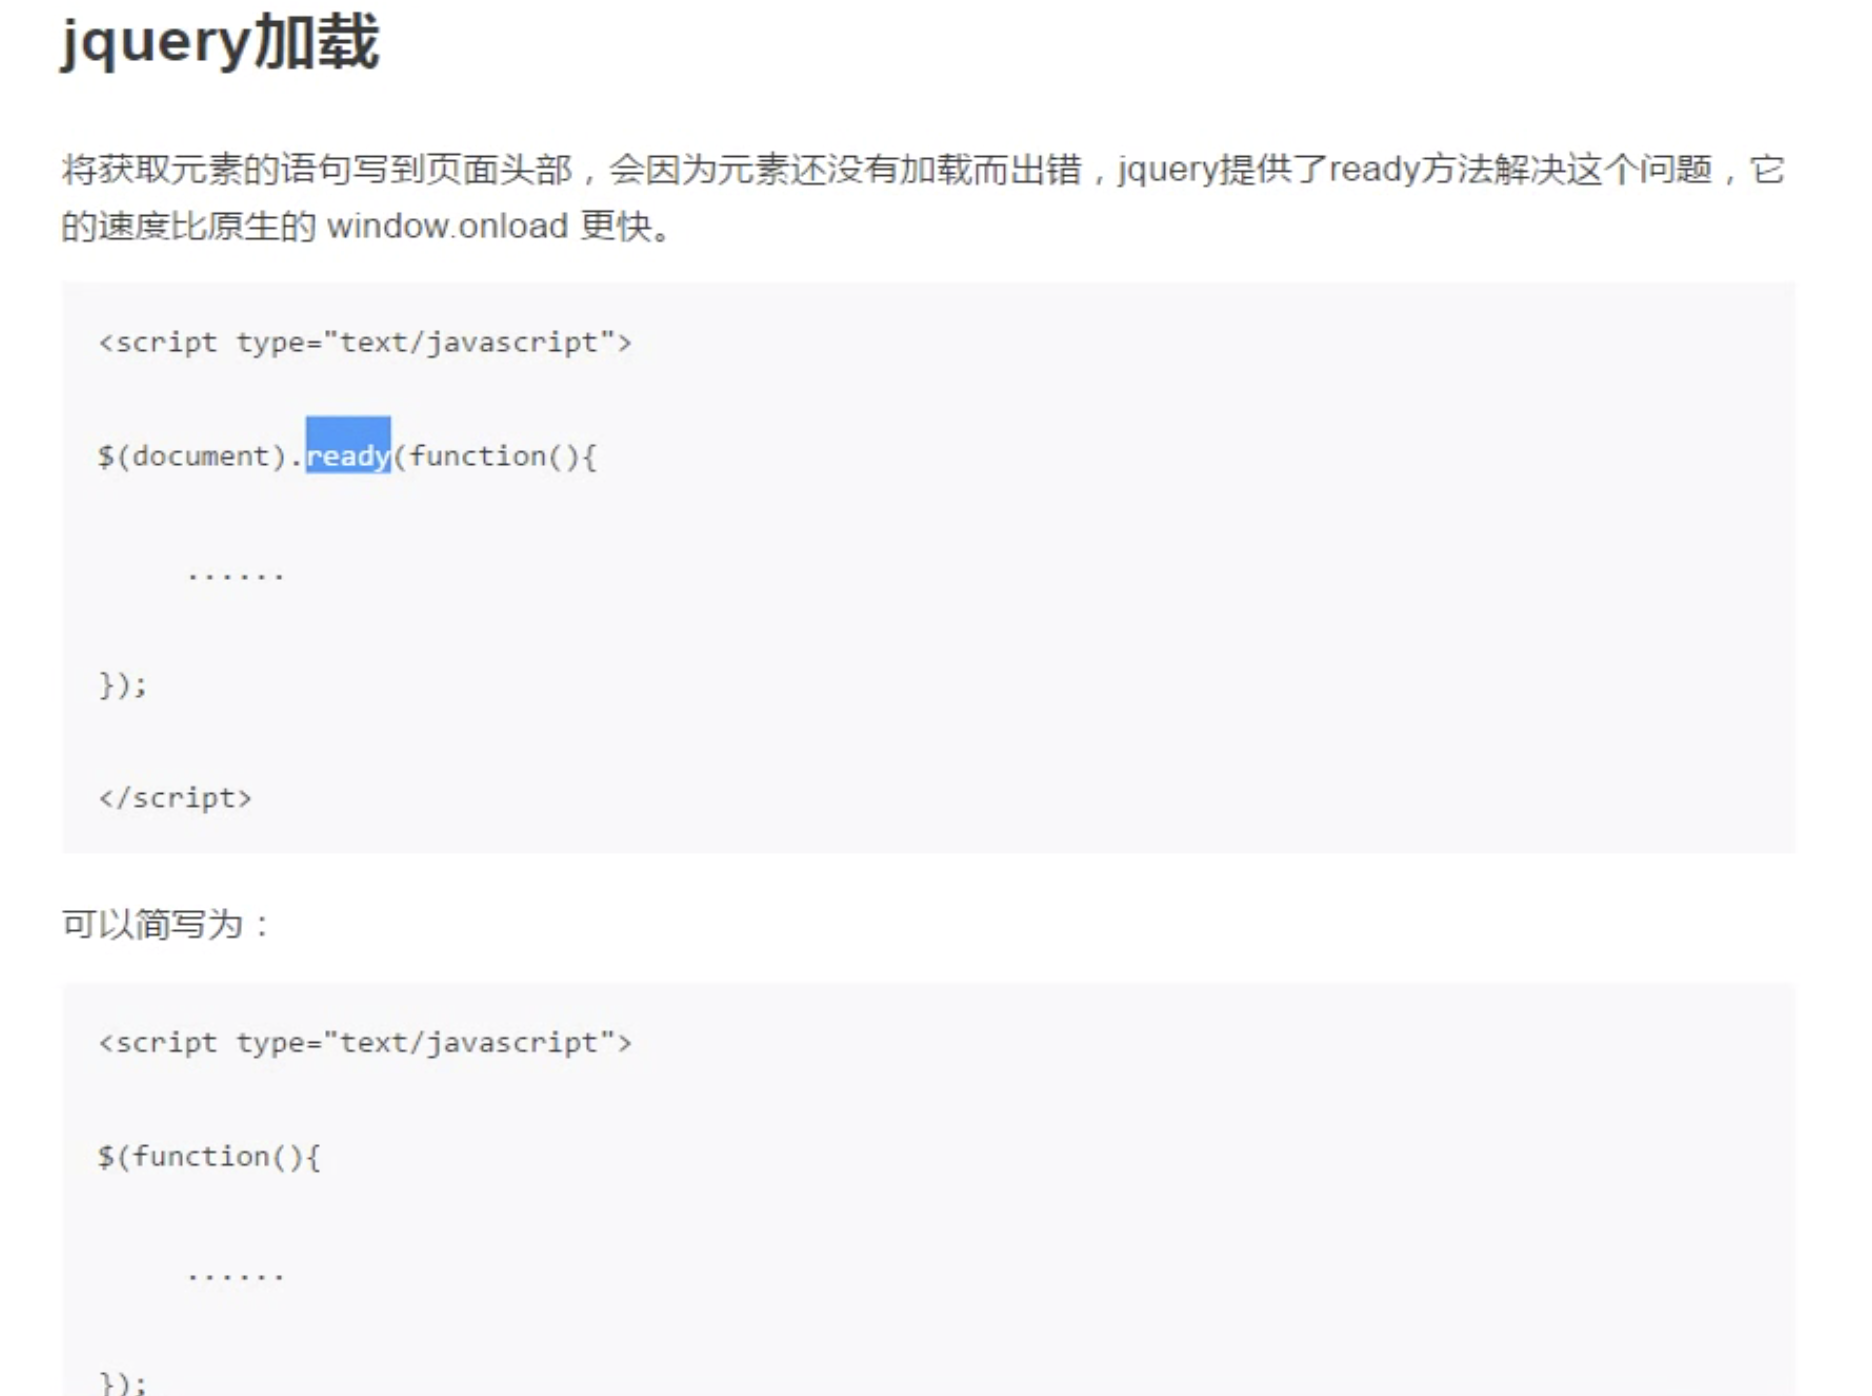 jquery加载
将获取元素的语句写到页面头部，会因为元素还没有加载而出错，jquery提供了ready方法解决这个问题，它
的速度比原生的 window.onload 更快。
<script type="text/javascript">
$(document).ready(function(){
......
});
</script>
可以简写为：
<script type="text/javascript">
$(function(){
......
});